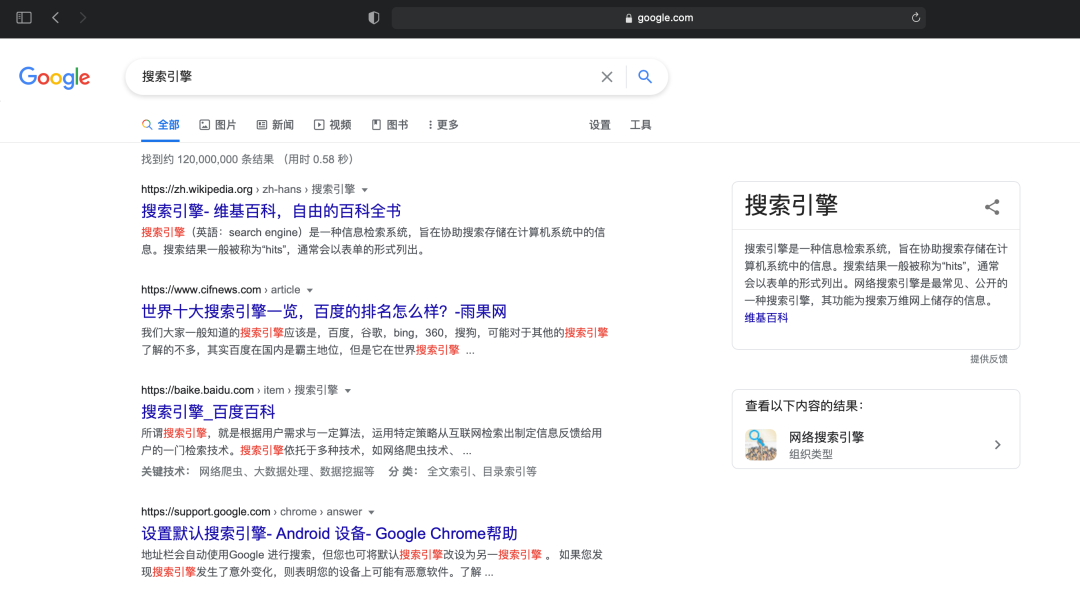 google.com
Google
搜索引擎
全部 图片 新闻 视频 图书 更多 设置 工具
找到约 120,000,000 条结果 （用时 0.58 秒）
https://zh.wikipedia.org › zh-hans › 搜索引擎
搜索引擎- 维基百科，自由的百科全书
搜索引擎（英語：search engine）是一种信息检索系统，旨在协助搜索存储在计算机系统中的信
息。搜索结果一般被称为“hits”，通常会以表单的形式列出。
https://www.cifnews.com › article
世界十大搜索引擎一览，百度的排名怎么样？-雨果网
我们大家一般知道的搜索引擎应该是，百度，谷歌，bing，360，搜狗，可能对于其他的搜索引擎
了解的不多，其实百度在国内是霸主地位，但是它在世界搜索引擎 ...
https://baike.baidu.com › item › 搜索引擎
搜索引擎_百度百科
所谓搜索引擎，就是根据用户需求与一定算法，运用特定策略从互联网检索出制定信息反馈给用
户的一门检索技术。搜索引擎依托于多种技术，如网络爬虫技术、 ...
关键技术： 网络爬虫、大数据处理、数据挖掘等 分 类： 全文索引、目录索引等
https://support.google.com › chrome › answer
设置默认搜索引擎- Android 设备- Google Chrome帮助
地址栏会自动使用Google 进行搜索，但您也可将默认搜索引擎改设为另一搜索引擎 。 如果您发
现搜索引擎发生了意外变化，则表明您的设备上可能有恶意软件。了解 ...
搜索引擎
搜索引擎是一种信息检索系统，旨在协助搜索存储在计
算机系统中的信息。搜索结果一般被称为“hits”，通常
会以表单的形式列出。网络搜索引擎是最常见、公开的
一种搜索引擎，其功能为搜索万维网上储存的信息。
维基百科
提供反馈
查看以下内容的结果：
网络搜索引擎
组织类型